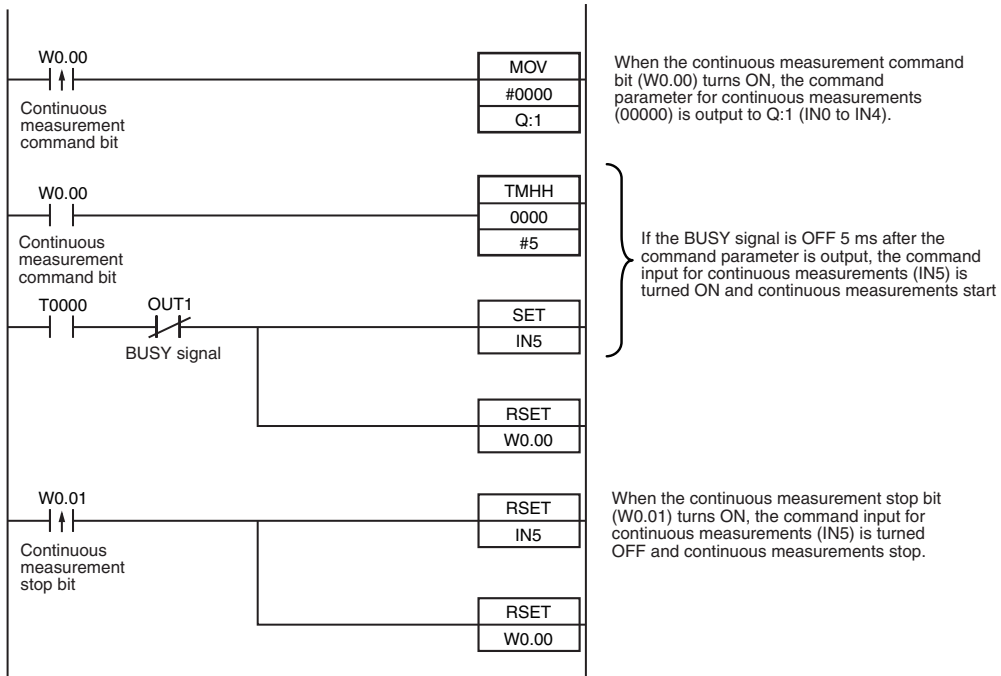 W0.00
Continuous
measurement
command bit
MOV
#0000
Q:1
When the continuous measurement command
bit (W0.00) turns ON, the command
parameter for continuous measurements
(00000) is output to Q:1 (IN0 to IN4).
W0.00
Continuous
measurement
command bit
TMHH
0000
#5
If the BUSY signal is OFF 5 ms after the
command parameter is output, the command
input for continuous measurements (IN5) is
turned ON and continuous measurements start
T0000
OUT1
BUSY signal
SET
IN5
RSET
W0.00
W0.01
Continuous
measurement
stop bit
RSET
IN5
When the continuous measurement stop bit
(W0.01) turns ON, the command input for
continuous measurements (IN5) is turned
OFF and continuous measurements stop.
RSET
W0.00